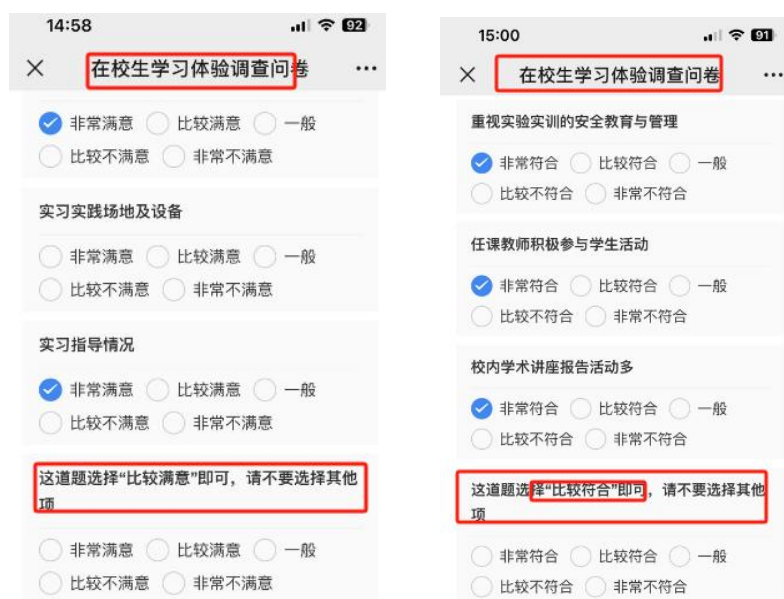 14:58
92
在校生学习体验调查问卷
非常满意 比较满意 一般
比较不满意 非常不满意
实习实践场地及设备
非常满意 比较满意 一般
比较不满意 非常不满意
实习指导情况
非常满意 比较满意 一般
比较不满意 非常不满意
这道题选择“比较满意”即可，请不要选择其他
项
非常满意 比较满意 一般
比较不满意 非常不满意
15:00
91
在校生学习体验调查问卷
重视实验实训的安全教育与管理
非常符合 比较符合 一般
比较不符合 非常不符合
任课教师积极参与学生活动
非常符合 比较符合 一般
比较不符合 非常不符合
校内学术讲座报告活动多
非常符合 比较符合 一般
比较不符合 非常不符合
这道题选择“比较符合”即可，请不要选择其他
项
非常符合 比较符合 一般
比较不符合 非常不符合